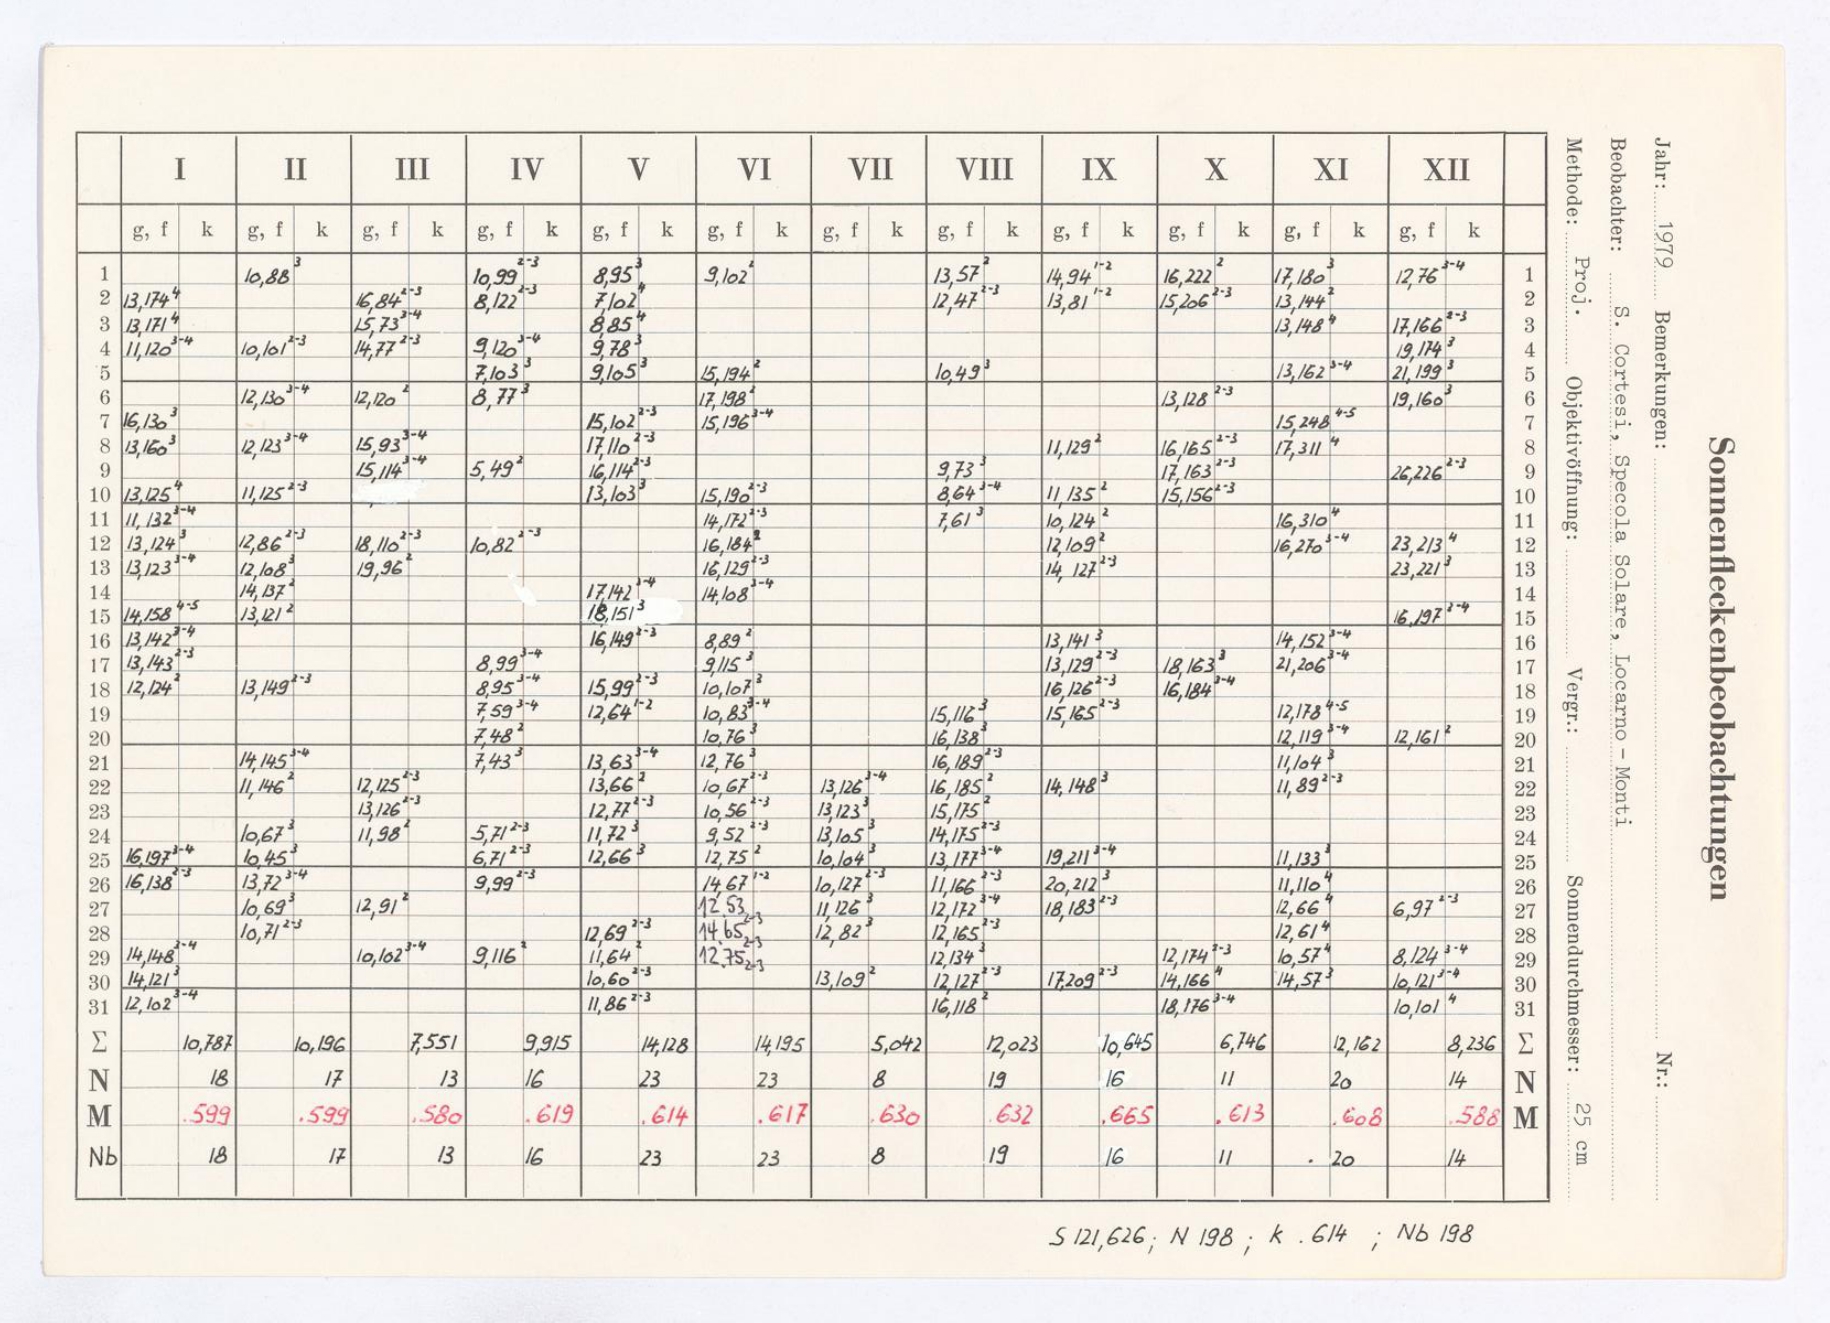 I II III IV V VI VII VIII IX X XI XII
g, f k g, f k g, f k g, f k g, f k g, f k g, f k g, f k g, f k g, f k g, f k g, f k
1 10,88 3 10,99 2-3 8,95 3 9,102 2 13,57 2 14,94 1-2 16,222 2 17,180 3 12,76 3-4 1
2 13,174 4 16,84 2-3 8,122 2-3 7,102 4 12,47 2-3 13,81 1-2 15,206 2-3 13,144 2 2
3 13,171 4 15,73 3-4 8,85 4 13,148 4 17,166 2-3 3
4 11,120 3-4 10,101 2-3 14,77 2-3 9,120 3-4 9,78 3 19,174 3 4
5 7,103 3 9,105 3 15,194 2 10,49 3 13,162 3-4 21,199 3 5
6 12,130 3-4 12,120 2 8,77 3 17,198 2 13,128 2-3 19,160 3 6
7 16,130 3 15,102 2-3 15,196 3-4 15,248 4-5 7
8 13,160 3 12,123 3-4 15,93 3-4 17,110 2-3 11,129 2 16,165 2-3 17,311 4 8
9 15,114 3-4 5,49 2 16,114 2-3 9,73 3 17,163 2-3 26,226 2-3 9
10 13,125 4 11,125 2-3 13,103 3 15,190 2-3 8,64 3-4 11,135 2 15,156 2-3 10
11 11,132 3-4 14,172 2-3 7,61 3 10,124 2 16,310 4 11
12 13,124 3 12,86 2-3 18,110 2-3 10,82 2-3 16,184 2 12,109 2 16,270 3-4 23,213 4 12
13 13,123 3-4 12,108 3 19,96 2 16,129 2-3 14,127 2-3 23,221 3 13
14 14,137 2 17,142 3-4 14,108 3-4 14
15 14,158 4-5 13,121 2 18,151 3 16,197 3-4 15
16 13,142 3-4 16,149 2-3 8,89 2 13,141 3 14,152 3-4 16
17 13,143 2-3 8,99 3-4 9,115 3 13,129 2-3 18,163 3 21,206 3-4 17
18 12,124 2 13,149 2-3 8,95 3-4 15,99 2-3 10,107 3 16,126 2-3 16,184 3-4 18
19 7,59 3-4 12,64 1-2 10,83 3-4 15,116 3 15,165 2-3 12,178 4-5 19
20 7,48 2 10,76 3 16,138 3 12,119 3-4 12,161 2 20
21 14,145 3-4 7,43 3 13,63 3-4 12,76 3 16,189 2-3 11,104 3 21
22 11,146 2 12,125 2-3 13,66 2 10,67 2-3 13,126 3-4 16,185 2 14,148 3 11,89 2-3 22
23 13,126 2-3 12,77 2-3 10,56 2-3 13,123 3 15,175 2 23
24 10,67 3 11,98 2 5,71 2-3 11,72 3 9,52 2-3 13,105 3 14,175 2-3 24
25 16,197 3-4 10,45 3 6,71 2-3 12,66 3 12,75 2 10,104 3 13,177 3-4 19,211 3-4 11,133 3 25
26 16,138 2-3 13,72 3-4 9,99 2-3 14,67 1-2 10,127 2-3 11,166 2-3 20,212 3 11,110 4 26
27 10,69 3 12,91 2 12,53 2-3 11,126 3 12,172 3-4 18,183 2-3 12,66 4 6,97 2-3 27
28 10,71 2-3 12,69 2-3 14,65 2-3 12,82 3 12,165 2-3 12,61 4 28
29 14,148 3-4 10,102 3-4 9,116 2 11,64 2 12,75 2-3 12,134 3 12,174 2-3 10,57 4 8,124 3-4 29
30 14,121 3 10,60 2-3 13,109 2 12,127 2-3 17,209 2-3 14,166 4 14,57 3 10,121 3-4 30
31 12,102 3-4 11,86 2-3 16,118 2 18,176 3-4 10,101 4 31
Σ 10,787 10,196 7,551 9,915 14,128 14,195 5,042 12,023 10,645 6,746 12,162 8,236 Σ
N 18 17 13 16 23 23 8 19 16 11 20 14 N
M .599 .599 .580 .619 .614 .617 .630 .632 .665 .613 .608 .588 M
Nb 18 17 13 16 23 23 8 19 16 11 20 14
S 121,626; N 198; k .614; Nb 198
Sonnenfleckenbeobachtungen
Jahr: 1979 Bemerkungen: Nr.:
Beobachter: S. Cortesi, Specola Solare, Locarno - Monti
Methode: Proj. Objektivöffnung: Vergr.: Sonnendurchmesser: 25 cm